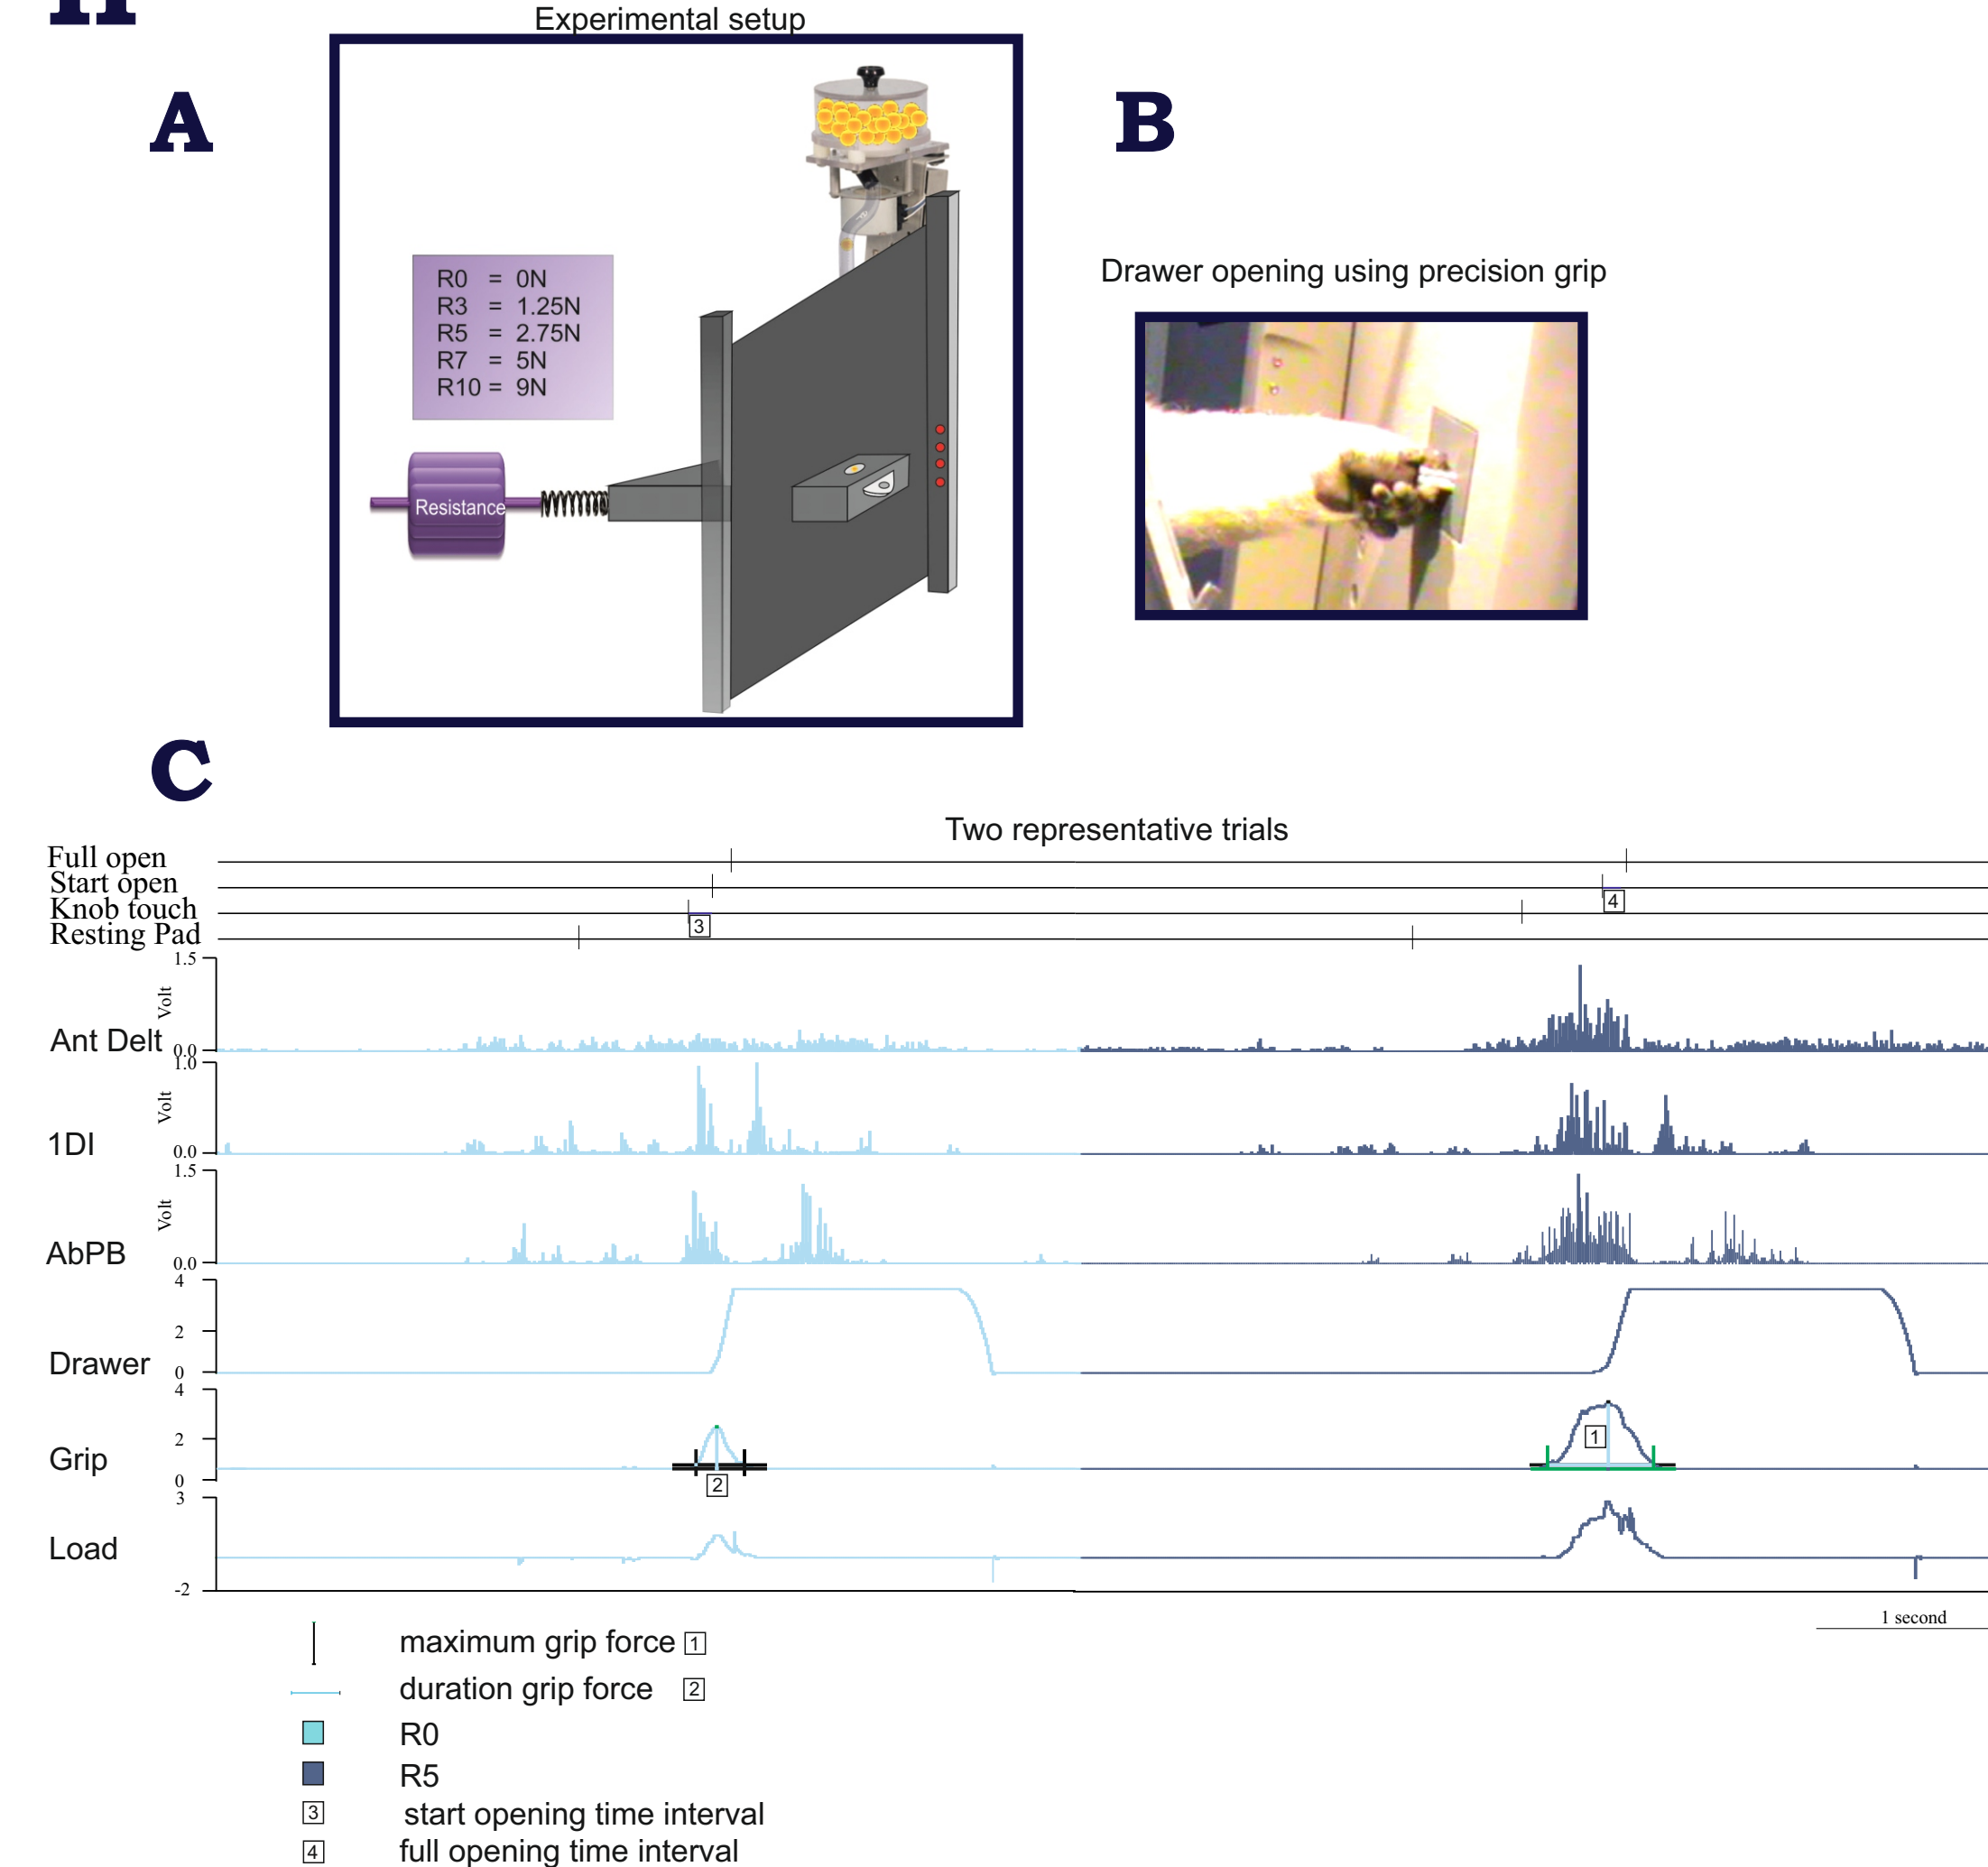 Experimental setup
A
B
R0 = 0N
R3 = 1.25N
R5 = 2.75N
R7 = 5N
R10 = 9N
Resistance
Drawer opening using precision grip
C
Two representative trials
Full open
Start open
4
Knob touch
3
Resting Pad
1.5
Volt
Ant Delt
0.0
1.0
Volt
1DI
0.0
1.5
Volt
AbPB
0.0
4
2
Drawer
0
4
1
2
Grip
0
2
3
Load
-2
1 second
maximum grip force 1
duration grip force 2
R0
R5
3 start opening time interval
4 full opening time interval